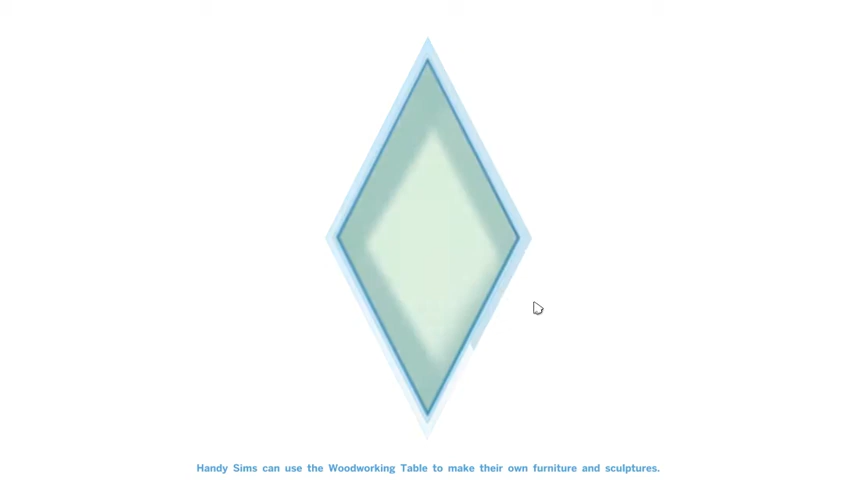 Handy Sims can use the Woodworking Table to make their own furniture and sculptures.